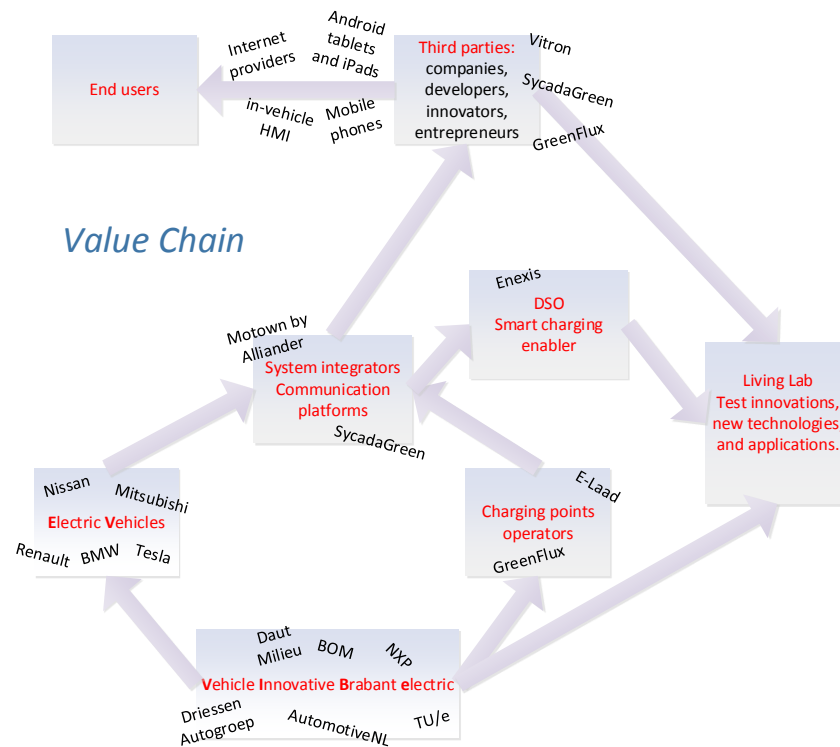 End users
Internet
providers
Android
tablets
and iPads
in-vehicle
HMI
Mobile
phones
Third parties:
companies,
developers,
innovators,
entrepreneurs
Vitron
SycadaGreen
GreenFlux
Value Chain
Enexis
DSO
Smart charging
enabler
Motown by
Alliander
System integrators
Communication
platforms
SycadaGreen
Living Lab
Test innovations,
new technologies
and applications.
Nissan
Mitsubishi
Electric Vehicles
Renault
BMW
Tesla
E-Laad
Charging points
operators
GreenFlux
Daut
Milieu
BOM
NXP
Vehicle Innovative Brabant electric
Driessen
Autogroep
AutomotiveNL
TU/e